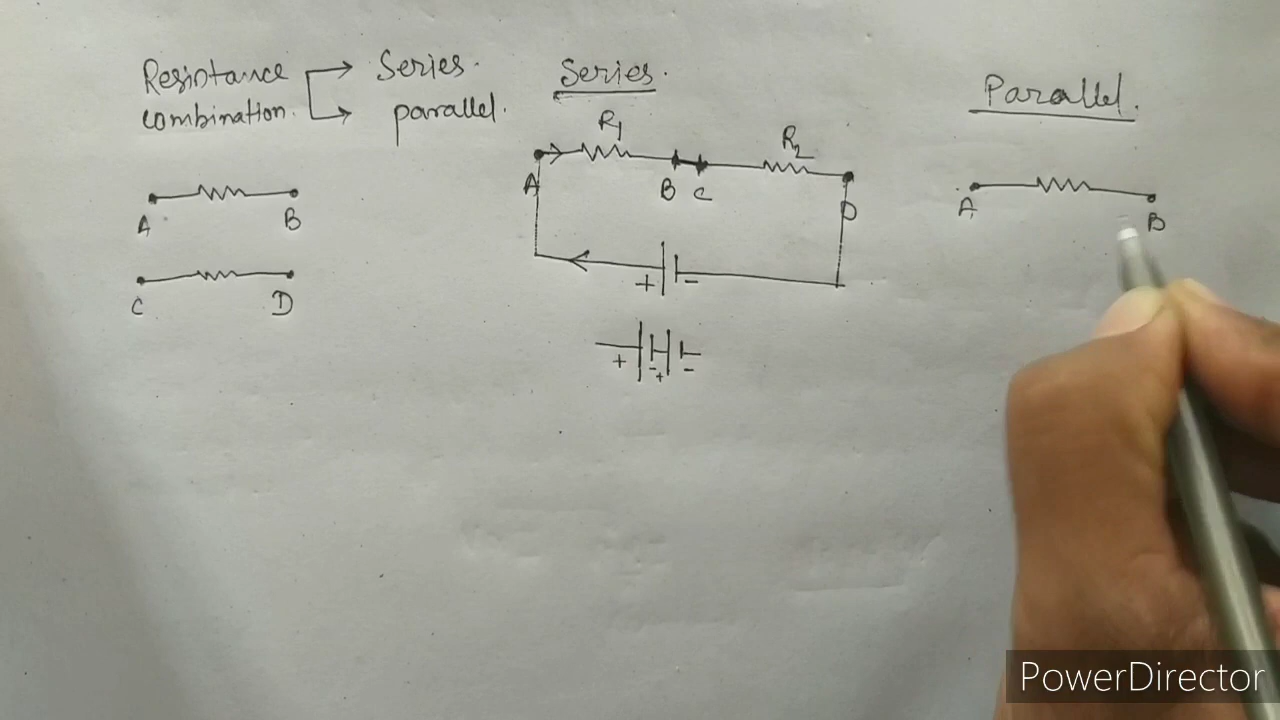 Resistance
combination.
Series.
parallel.
A
B
C
D
Series.
R1
R2
A
B
C
D
+
-
+
-
+
-
Parallel.
A
B
PowerDirector